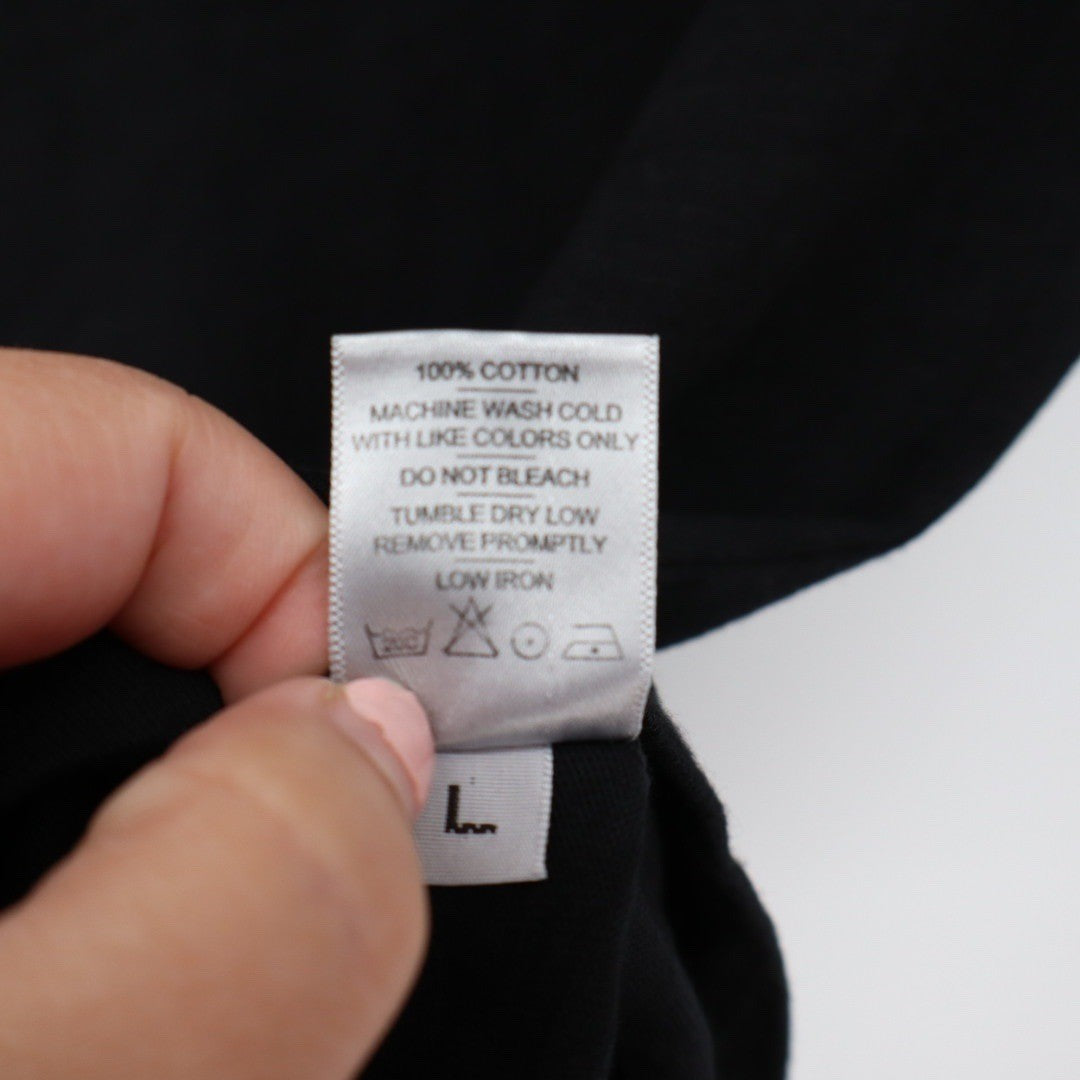 100% COTTON
MACHINE WASH COLD
WITH LIKE COLORS ONLY
DO NOT BLEACH
TUMBLE DRY LOW
REMOVE PROMPTLY
LOW IRON
L